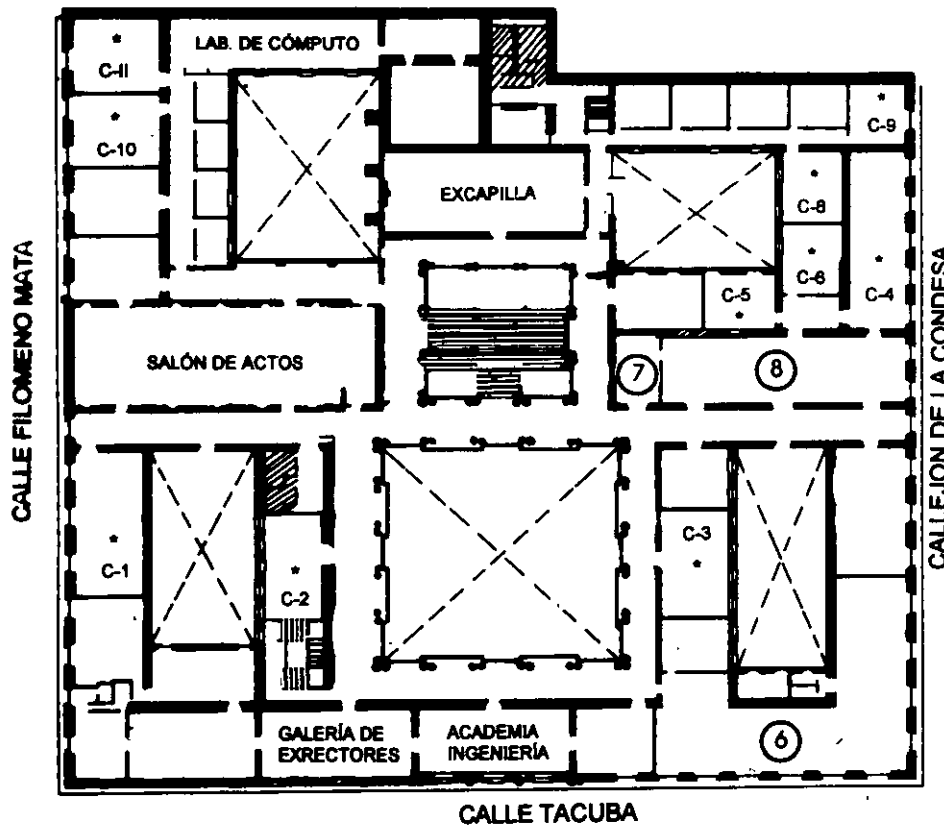 LAB. DE CÓMPUTO
*
C-11
*
C-10
*
C-9
EXCAPILLA
*
C-8
*
C-6
*
C-4
C-5
*
CALLE FILOMENO MATA
CALLEJON DE LA CONDESA
SALÓN DE ACTOS
7
8
*
C-1
*
C-2
C-3
*
GALERÍA DE
EXRECTORES
ACADEMIA
INGENIERÍA
6
CALLE TACUBA